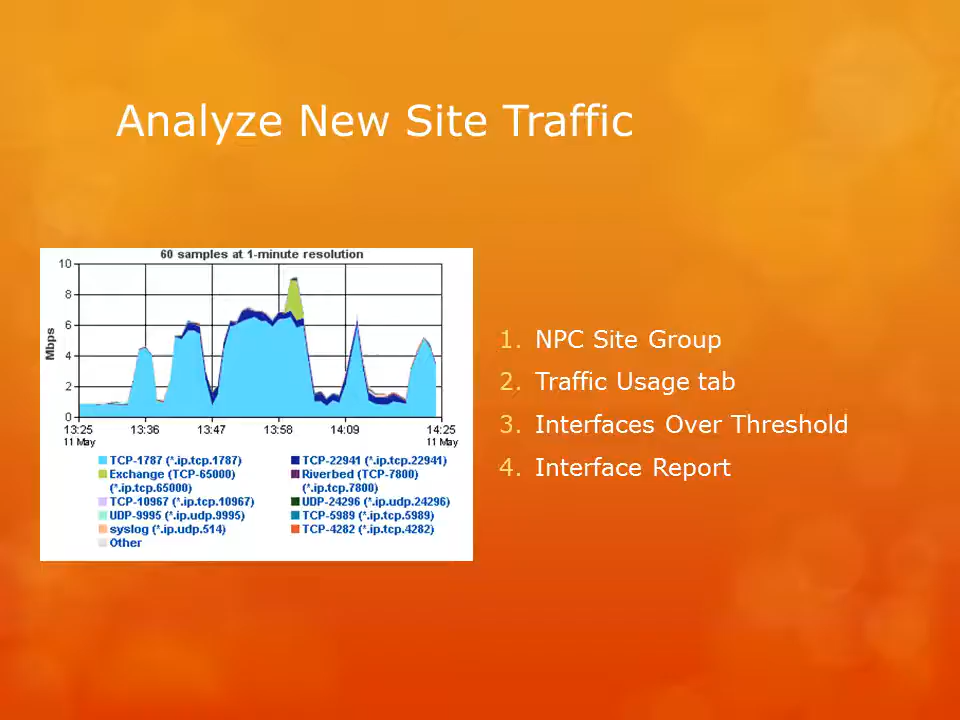 Analyze New Site Traffic
60 samples at 1-minute resolution
10
8
6
4
2
0
Mbps
13:25 13:36 13:47 13:58 14:09 14:25
11 May 11 May
TCP-1787 (*.ip.tcp.1787) TCP-22941 (*.ip.tcp.22941)
Exchange (TCP-65000) Riverbed (TCP-7800)
(*.ip.tcp.65000) (*.ip.tcp.7800)
TCP-10967 (*.ip.tcp.10967) UDP-24296 (*.ip.udp.24296)
UDP-9995 (*.ip.udp.9995) TCP-5989 (*.ip.tcp.5989)
syslog (*.ip.udp.514) TCP-4282 (*.ip.tcp.4282)
Other
1. NPC Site Group
2. Traffic Usage tab
3. Interfaces Over Threshold
4. Interface Report